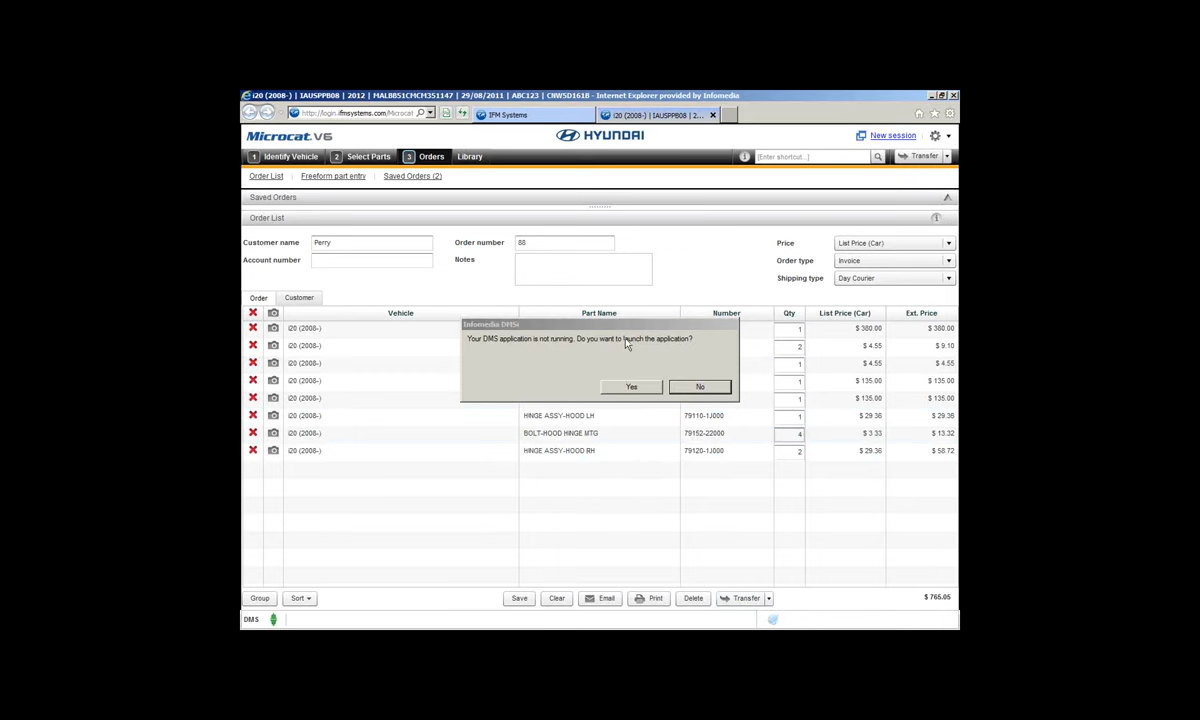 i20 (2008-) | IAUSPPB08 | 2012 | MALBB51CMCM351147 | 29/08/2011 | ABC123 | CNWSD161B - Internet Explorer provided by Infomedia
http://login.ifmsystems.com/Microcat
IFM Systems
i20 (2008-) | IAUSPPB08 | 2...
Microcat V6
HYUNDAI
New session
1 Identify Vehicle 2 Select Parts 3 Orders Library
[Enter shortcut...] Transfer
Order List Freeform part entry Saved Orders (2)
Saved Orders
Order List
Customer name Perry Order number 88 Price List Price (Car)
Account number Notes Order type Invoice
Shipping type Day Courier
Order Customer
Vehicle Part Name Number Qty List Price (Car) Ext. Price
i20 (2008-) 1 $ 380.00 $ 380.00
i20 (2008-) 2 $ 4.55 $ 9.10
i20 (2008-) 1 $ 4.55 $ 4.55
i20 (2008-) 1 $ 135.00 $ 135.00
i20 (2008-) 1 $ 135.00 $ 135.00
i20 (2008-) HINGE ASSY-HOOD LH 79110-1J000 1 $ 29.36 $ 29.36
i20 (2008-) BOLT-HOOD HINGE MTG 79152-22000 4 $ 3.33 $ 13.32
i20 (2008-) HINGE ASSY-HOOD RH 79120-1J000 2 $ 29.36 $ 58.72
Infomedia DMSi
Your DMS application is not running. Do you want to launch the application?
Yes No
Group Sort Save Clear Email Print Delete Transfer $ 765.05
DMS